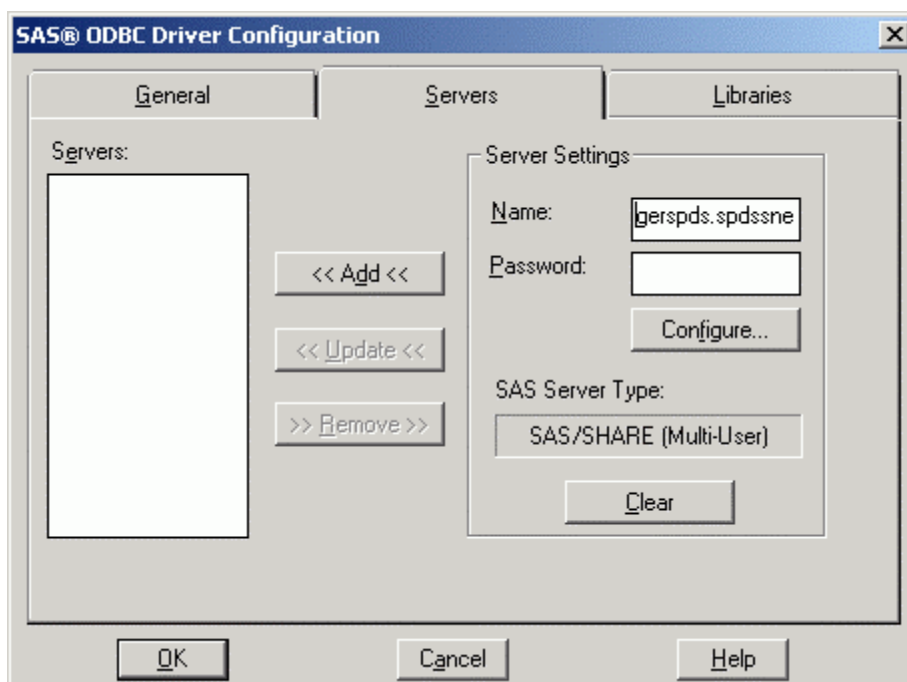 SAS® ODBC Driver Configuration
General
Servers
Libraries
Servers:
<< Add <<
<< Update <<
>> Remove >>
Server Settings
Name:
gerspds.spdssne
Password:
Configure...
SAS Server Type:
SAS/SHARE (Multi-User)
Clear
OK
Cancel
Help